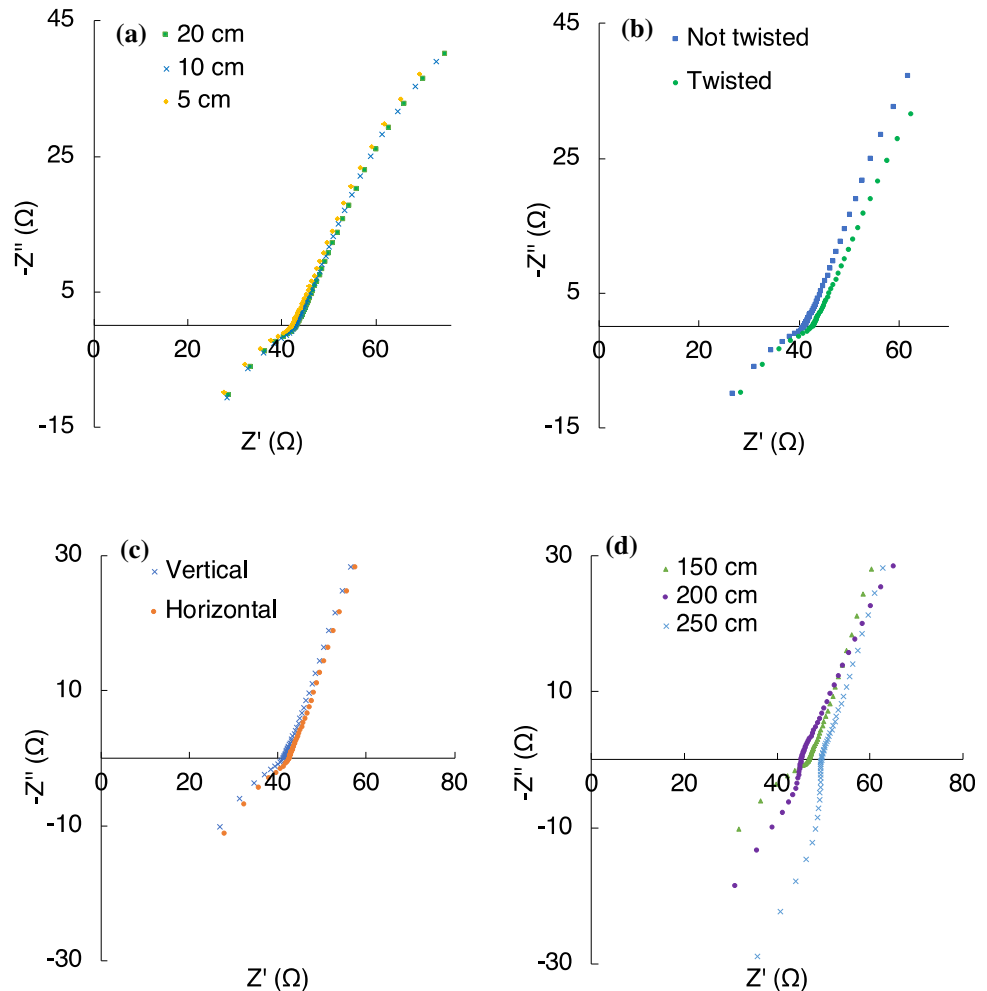 45
(a)
20 cm
10 cm
5 cm
25
-Z'' (Ω)
5
0
20
40
60
-15
Z' (Ω)
45
(b)
Not twisted
Twisted
25
-Z'' (Ω)
5
0
20
40
60
-15
Z' (Ω)
30
(c)
Vertical
Horizontal
10
-Z'' (Ω)
0
20
40
60
80
-10
-30
Z' (Ω)
30
(d)
150 cm
200 cm
250 cm
10
-Z'' (Ω)
0
20
40
60
80
-10
-30
Z' (Ω)